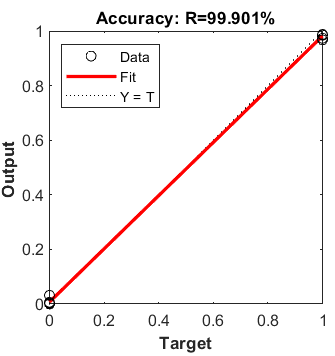 Accuracy: R=99.901%
Data
Fit
Y = T
Output
1
0.8
0.6
0.4
0.2
0
0 0.2 0.4 0.6 0.8 1
Target